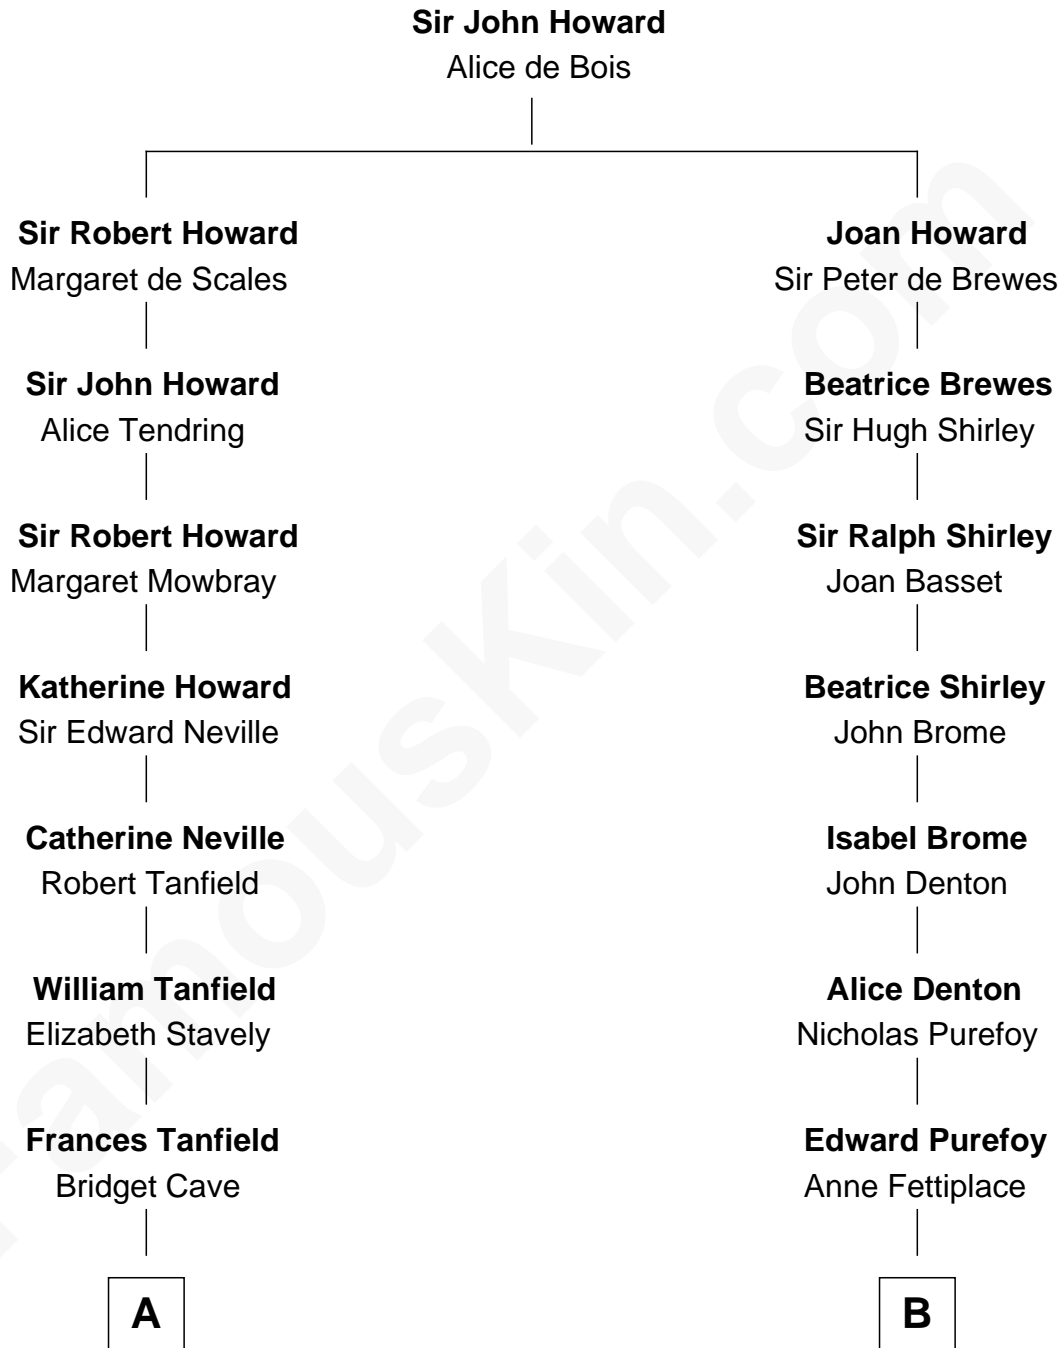 Sir John Howard
Alice de Bois
Sir Robert Howard
Margaret de Scales
Joan Howard
Sir Peter de Brewes
Sir John Howard
Alice Tendring
Beatrice Brewes
Sir Hugh Shirley
Sir Robert Howard
Margaret Mowbray
Sir Ralph Shirley
Joan Basset
Katherine Howard
Sir Edward Neville
Beatrice Shirley
John Brome
Catherine Neville
Robert Tanfield
Isabel Brome
John Denton
William Tanfield
Elizabeth Stavely
Alice Denton
Nicholas Purefoy
Frances Tanfield
Bridget Cave
Edward Purefoy
Anne Fettiplace
A
B
FamousKin.com